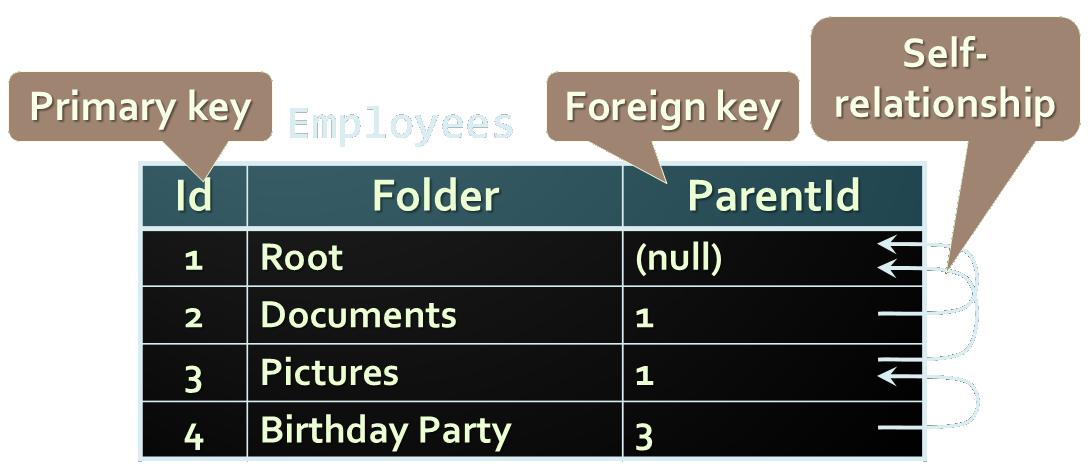 Self-
relationship
Primary key
Employees
Foreign key
Id Folder ParentId
1 Root (null)
2 Documents 1
3 Pictures 1
4 Birthday Party 3